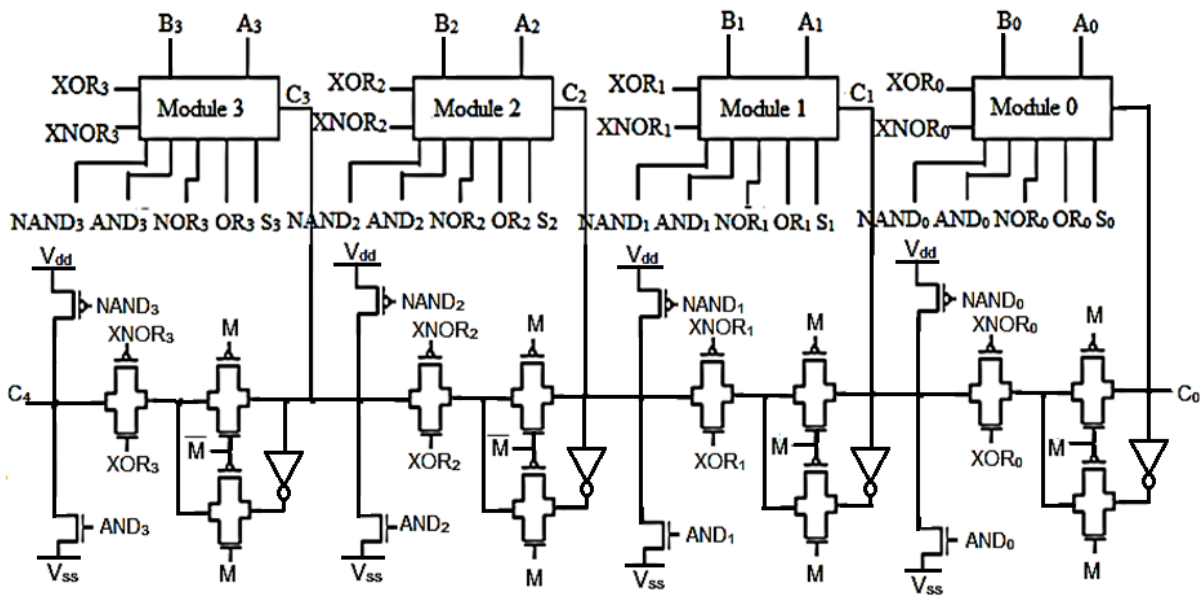 B₃ A₃ B₂ A₂ B₁ A₁ B₀ A₀
XOR₃ Module 3 C₃ XOR₂ Module 2 C₂ XOR₁ Module 1 C₁ XOR₀ Module 0
XNOR₃ XNOR₂ XNOR₁ XNOR₀
NAND₃ AND₃ NOR₃ OR₃ S₃ NAND₂ AND₂ NOR₂ OR₂ S₂ NAND₁ AND₁ NOR₁ OR₁ S₁ NAND₀ AND₀ NOR₀ OR₀ S₀
Vdd Vdd Vdd Vdd
NAND₃ NAND₂ NAND₁ NAND₀
XNOR₃ M XNOR₂ M XNOR₁ M XNOR₀ M
C₄ C₀
XOR₃ M̅ XOR₂ M̅ XOR₁ M XOR₀ M
AND₃ AND₂ AND₁ AND₀
Vss M Vss M Vss M Vss M